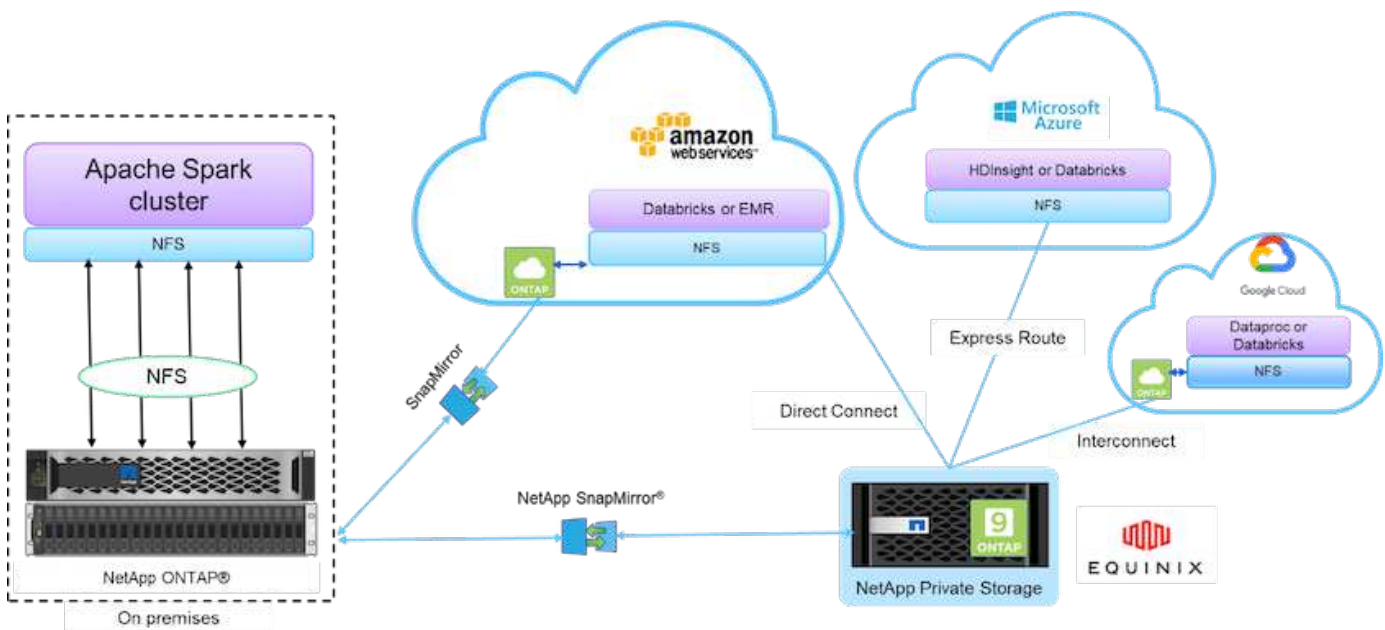 Apache Spark
cluster
NFS
NFS
NetApp ONTAP®
On premises
amazon
webservices™
Databricks or EMR
NFS
ONTAP
SnapMirror
NetApp SnapMirror®
Microsoft
Azure
HDInsight or Databricks
NFS
Express Route
Direct Connect
Google Cloud
Dataproc or
Databricks
NFS
ONTAP
Interconnect
9
ONTAP
NetApp Private Storage
EQUINIX